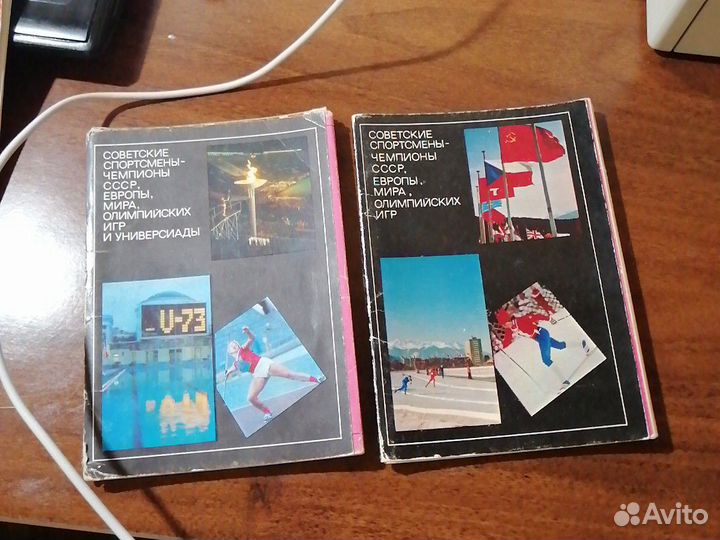 СОВЕТСКИЕ
СПОРТСМЕНЫ-
ЧЕМПИОНЫ
СССР,
ЕВРОПЫ,
МИРА,
ОЛИМПИЙСКИХ
ИГР
И УНИВЕРСИАДЫ
U-73
СОВЕТСКИЕ
СПОРТСМЕНЫ-
ЧЕМПИОНЫ
СССР,
ЕВРОПЫ,
МИРА,
ОЛИМПИЙСКИХ
ИГР
Avito